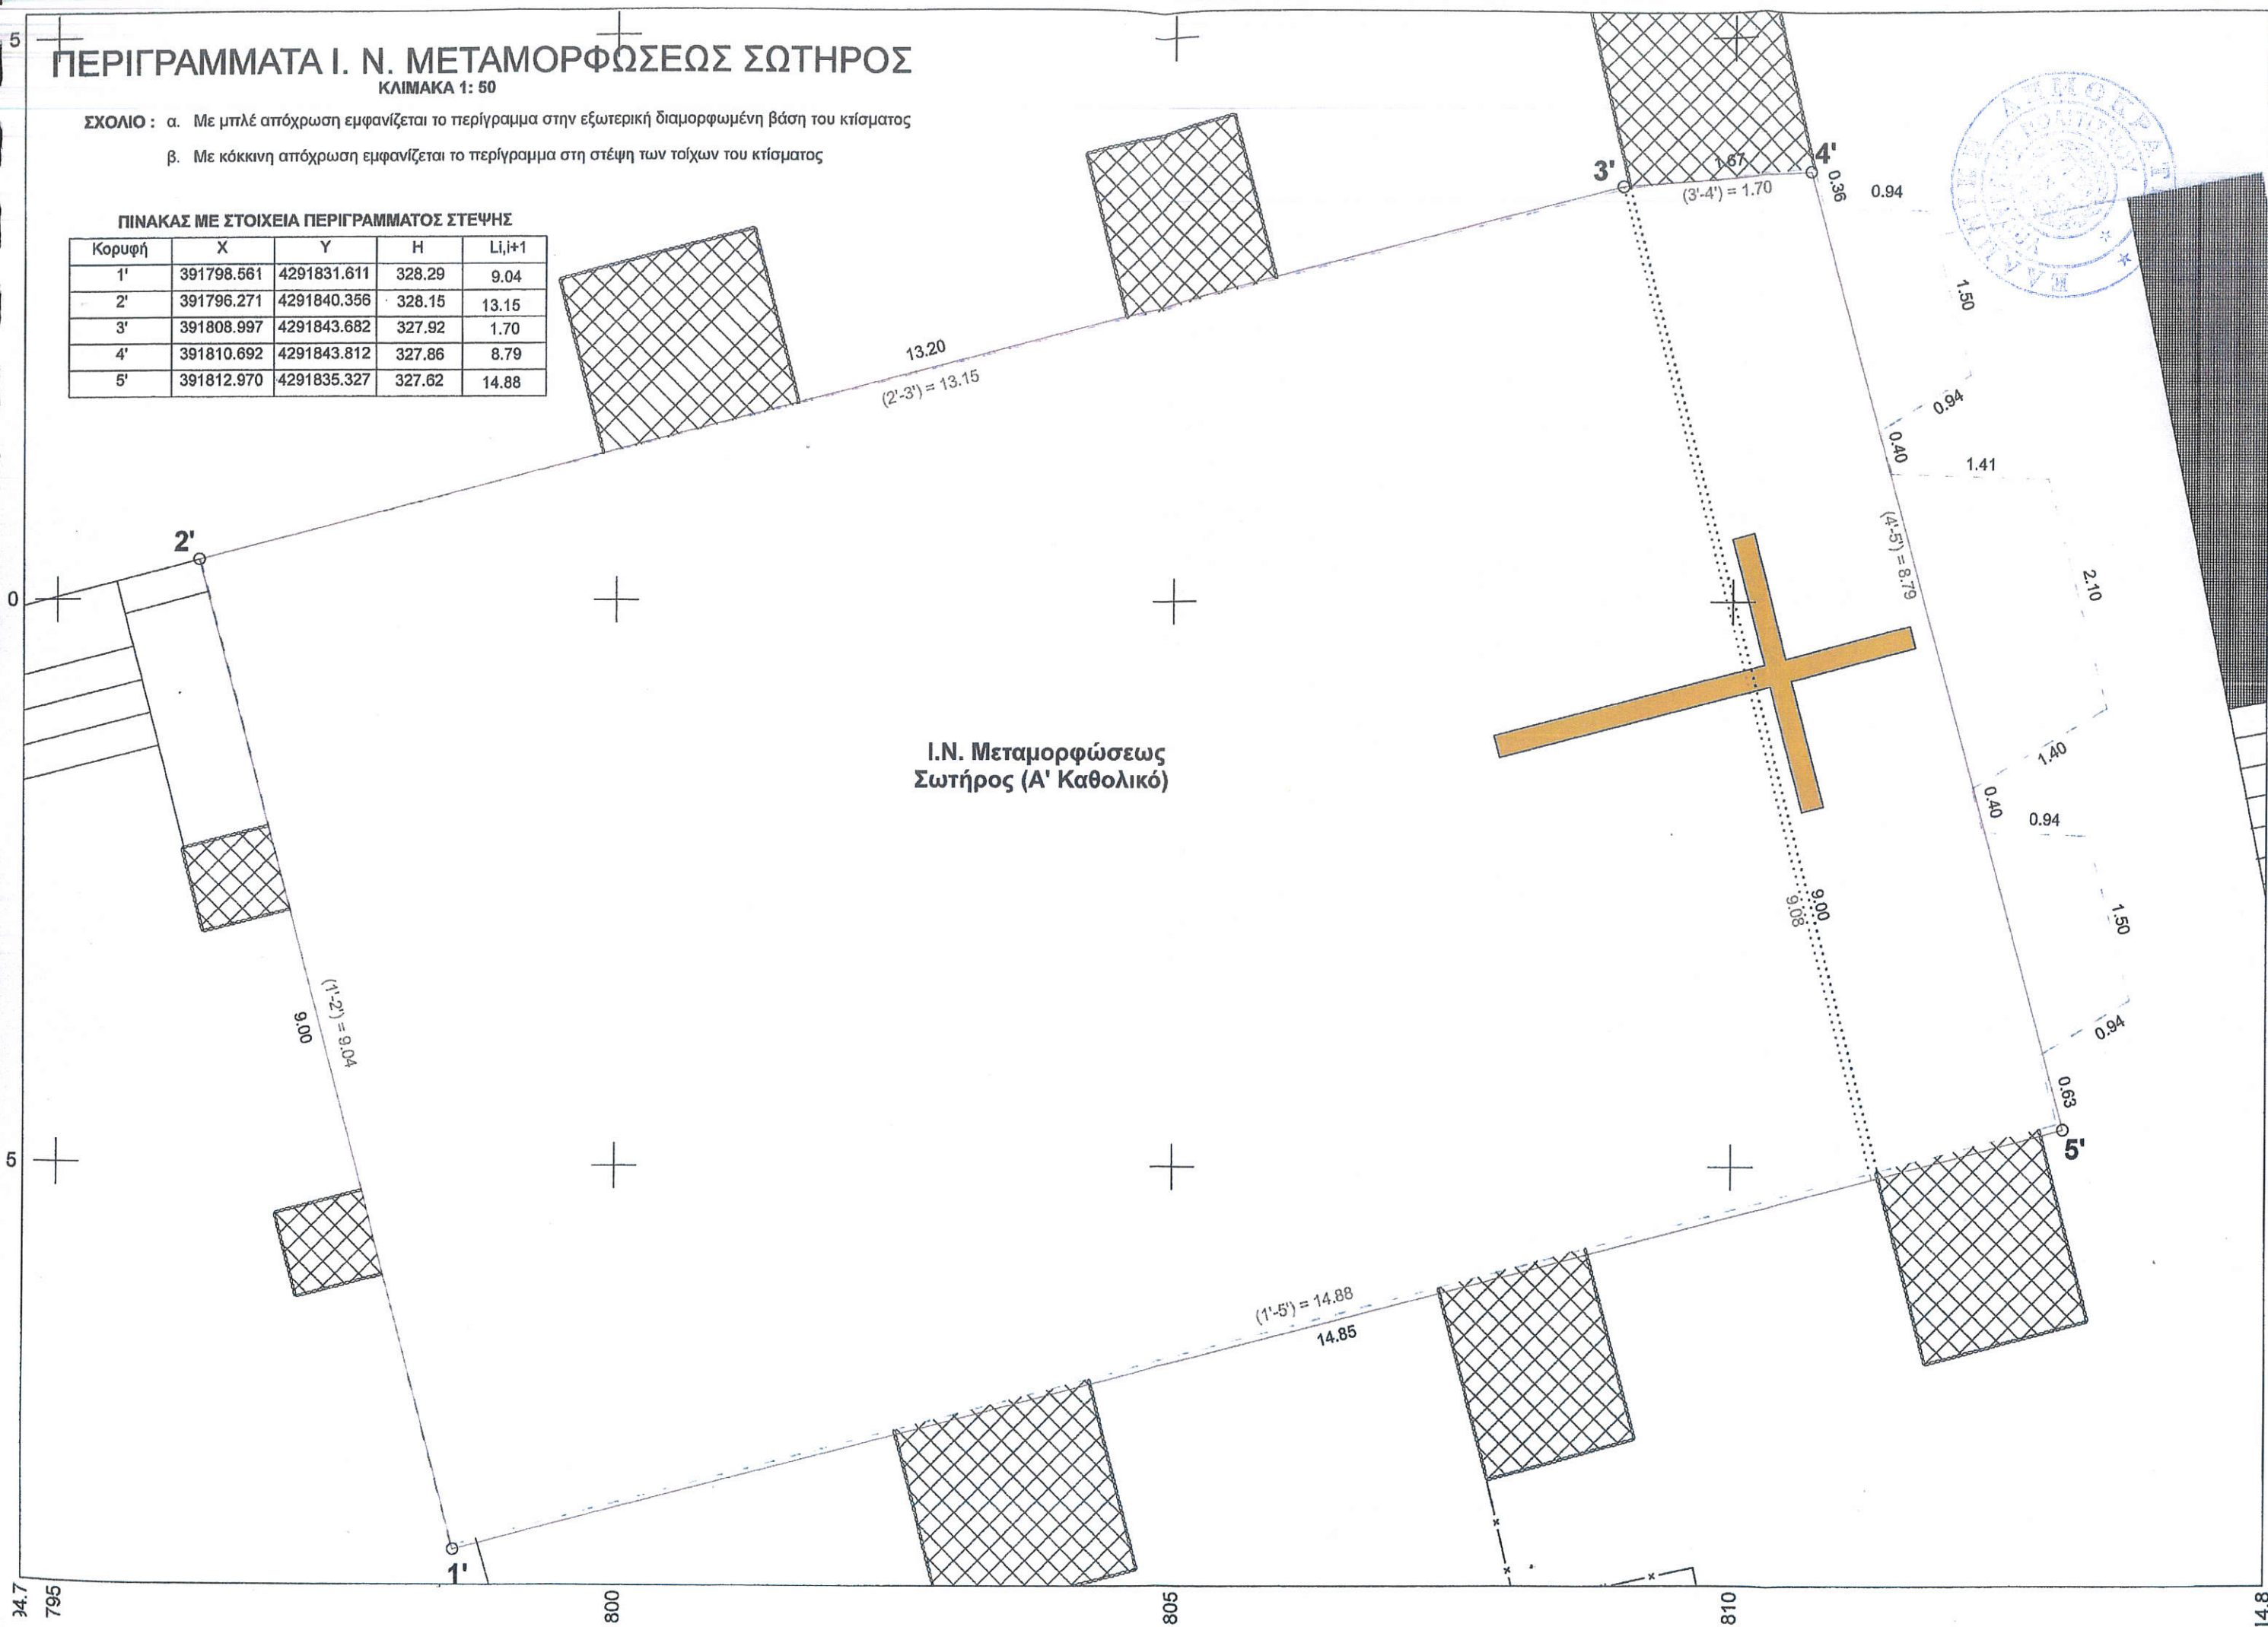 ΠΕΡΙΓΡΑΜΜΑΤΑ Ι. Ν. ΜΕΤΑΜΟΡΦΩΣΕΩΣ ΣΩΤΗΡΟΣ
ΚΛΙΜΑΚΑ 1: 50
ΣΧΟΛΙΟ : α. Με μπλέ απόχρωση εμφανίζεται το περίγραμμα στην εξωτερική διαμορφωμένη βάση του κτίσματος
β. Με κόκκινη απόχρωση εμφανίζεται το περίγραμμα στη στέψη των τοίχων του κτίσματος
ΠΙΝΑΚΑΣ ΜΕ ΣΤΟΙΧΕΙΑ ΠΕΡΙΓΡΑΜΜΑΤΟΣ ΣΤΕΨΗΣ
Κορυφή X Y H Li,i+1
1' 391798.561 4291831.611 328.29 9.04
2' 391796.271 4291840.356 328.15 13.15
3' 391808.997 4291843.682 327.92 1.70
4' 391810.692 4291843.812 327.86 8.79
5' 391812.970 4291835.327 327.62 14.88
5
3'
1.67
4'
(3'-4') = 1.70
0.36
0.94
ΕΛΛΗΝΙΚΗ ΔΗΜΟΚΡΑΤ
1.50
13.20
(2'-3') = 13.15
0.94
0.40
1.41
2'
(4'-5') = 8.79
2.10
0
Ι.Ν. Μεταμορφώσεως
Σωτήρος (Α' Καθολικό)
1.40
0.40
0.94
9.08
9.00
1.50
9.00
(1'-2') = 9.04
0.94
0.63
5'
5
(1'-5') = 14.88
14.85
1'
94.7
795
800
805
810
14.8